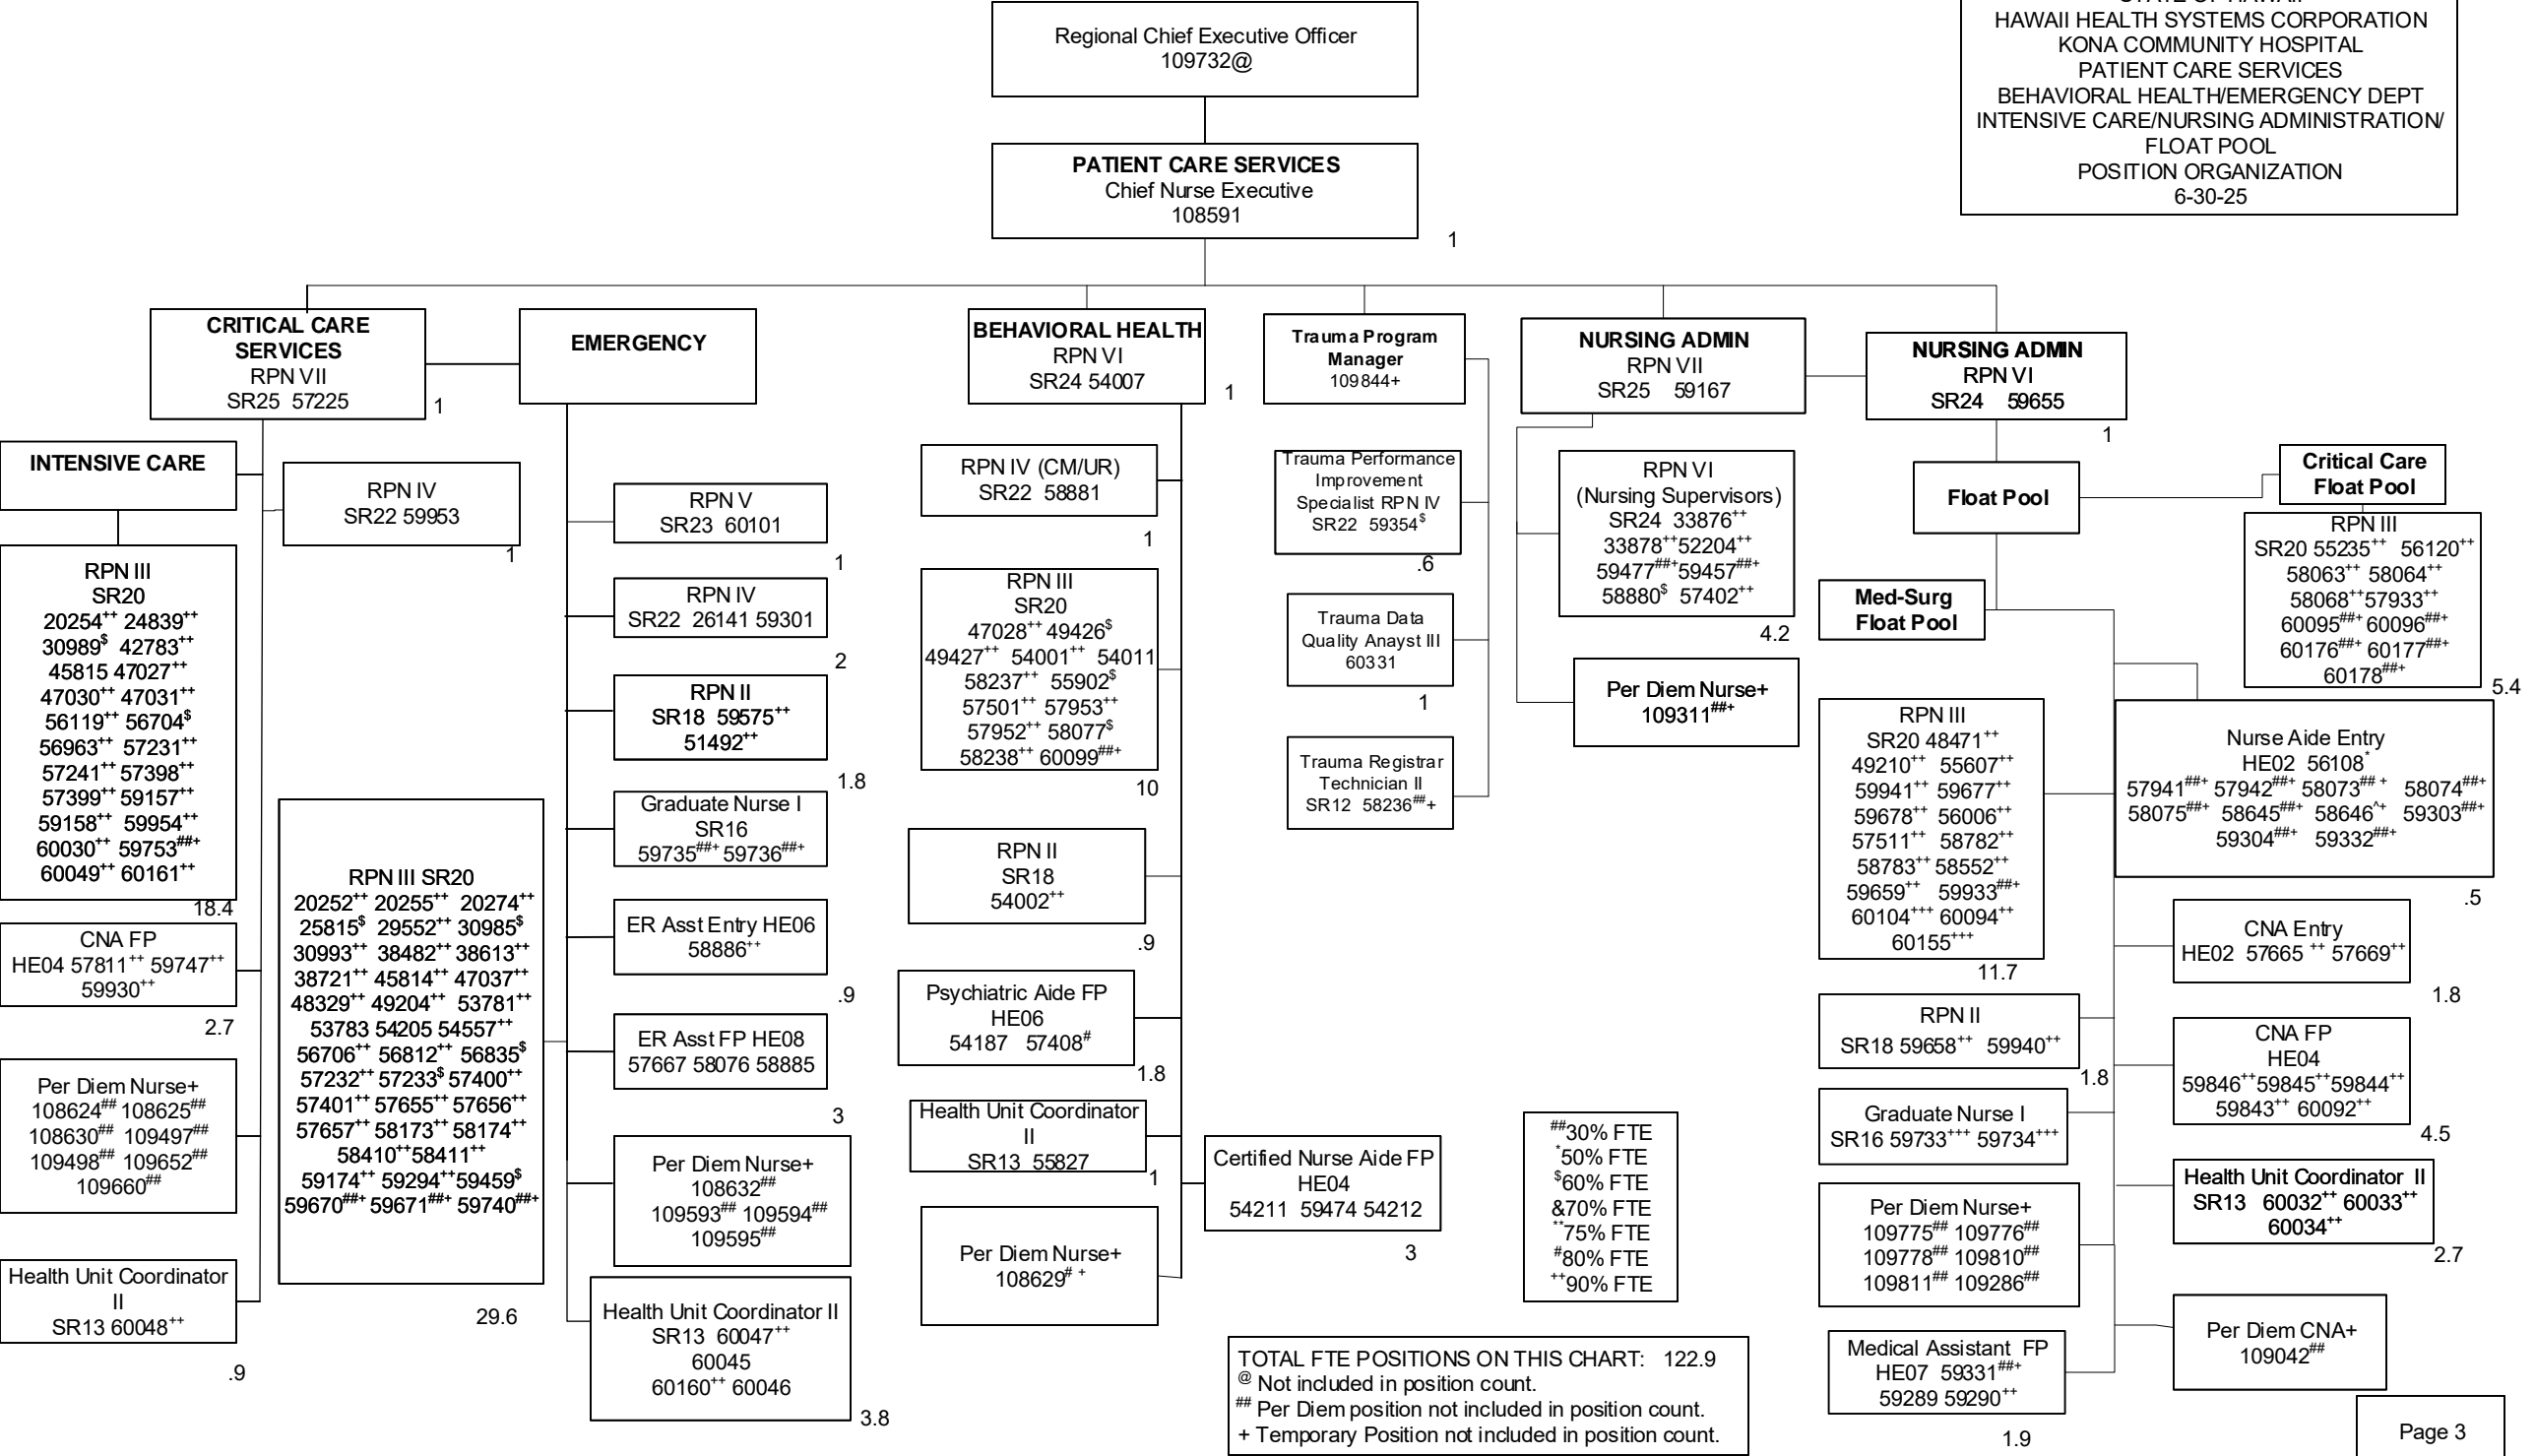 STATE OF HAWAII
HAWAII HEALTH SYSTEMS CORPORATION
KONA COMMUNITY HOSPITAL
PATIENT CARE SERVICES
BEHAVIORAL HEALTH/EMERGENCY DEPT
INTENSIVE CARE/NURSING ADMINISTRATION/
FLOAT POOL
POSITION ORGANIZATION
6-30-25
Regional Chief Executive Officer
109732@
PATIENT CARE SERVICES
Chief Nurse Executive
108591
1
CRITICAL CARE
SERVICES
RPN VII
SR25 57225
1
INTENSIVE CARE
RPN IV
SR22 59953
1
RPN III
SR20
20254++ 24839++
30989$ 42783++
45815 47027++
47030++ 47031++
56119++ 56704$
56963++ 57231++
57241++ 57398++
57399++ 59157++
59158++ 59954++
60030++ 59753##+
60049++ 60161++
18.4
CNA FP
HE04 57811++ 59747++
59930++
2.7
Per Diem Nurse+
108624## 108625##
108630## 109497##
109498## 109652##
109660##
Health Unit Coordinator
II
SR13 60048++
.9
EMERGENCY
RPN V
SR23 60101
1
RPN IV
SR22 26141 59301
2
RPN II
SR18 59575++
51492++
1.8
Graduate Nurse I
SR16
59735##+ 59736##+
ER Asst Entry HE06
58886++
.9
ER Asst FP HE08
57667 58076 58885
3
Per Diem Nurse+
108632##
109593## 109594##
109595##
Health Unit Coordinator II
SR13 60047++
60045
60160++ 60046
3.8
RPN III SR20
20252++ 20255++ 20274++
25815$ 29552++ 30985$
30993++ 38482++ 38613++
38721++ 45814++ 47037++
48329++ 49204++ 53781++
53783 54205 54557++
56706++ 56812++ 56835$
57232++ 57233$ 57400++
57401++ 57655++ 57656++
57657++ 58173++ 58174++
58410++58411++
59174++ 59294++59459$
59670##+ 59671##+ 59740##+
29.6
BEHAVIORAL HEALTH
RPN VI
SR24 54007
1
RPN IV (CM/UR)
SR22 58881
1
RPN III
SR20
47028++ 49426$
49427++ 54001++ 54011
58237++ 55902$
57501++ 57953++
57952++ 58077$
58238++ 60099##+
10
RPN II
SR18
54002++
.9
Psychiatric Aide FP
HE06
54187 57408#
1.8
Health Unit Coordinator
II
SR13 55827
1
Certified Nurse Aide FP
HE04
54211 59474 54212
3
Per Diem Nurse+
108629# +
Trauma Program
Manager
109844+
Trauma Performance
Improvement
Specialist RPN IV
SR22 59354$
.6
Trauma Data
Quality Anayst III
60331
1
Trauma Registrar
Technician II
SR12 58236##+
NURSING ADMIN
RPN VII
SR25 59167
RPN VI
(Nursing Supervisors)
SR24 33876++
33878++52204++
59477##+59457##+
58880$ 57402++
4.2
Per Diem Nurse+
109311##+
NURSING ADMIN
RPN VI
SR24 59655
1
Float Pool
Critical Care
Float Pool
RPN III
SR20 55235++ 56120++
58063++ 58064++
58068++57933++
60095##+ 60096##+
60176##+ 60177##+
60178##+
5.4
Med-Surg
Float Pool
RPN III
SR20 48471++
49210++ 55607++
59941++ 59677++
59678++ 56006++
57511++ 58782++
58783++ 58552++
59659++ 59933##+
60104+++ 60094++
60155+++
11.7
RPN II
SR18 59658++ 59940++
1.8
Graduate Nurse I
SR16 59733+++ 59734+++
Per Diem Nurse+
109775## 109776##
109778## 109810##
109811## 109286##
Medical Assistant FP
HE07 59331##+
59289 59290++
1.9
Nurse Aide Entry
HE02 56108*
57941##+ 57942##+ 58073## + 58074##+
58075##+ 58645##+ 58646^+ 59303##+
59304##+ 59332##+
.5
CNA Entry
HE02 57665 ++ 57669++
1.8
CNA FP
HE04
59846++59845++59844++
59843++ 60092++
4.5
Health Unit Coordinator II
SR13 60032++ 60033++
60034++
2.7
Per Diem CNA+
109042##
##30% FTE
*50% FTE
$60% FTE
&70% FTE
**75% FTE
#80% FTE
++90% FTE
TOTAL FTE POSITIONS ON THIS CHART: 122.9
@ Not included in position count.
## Per Diem position not included in position count.
+ Temporary Position not included in position count.
Page 3